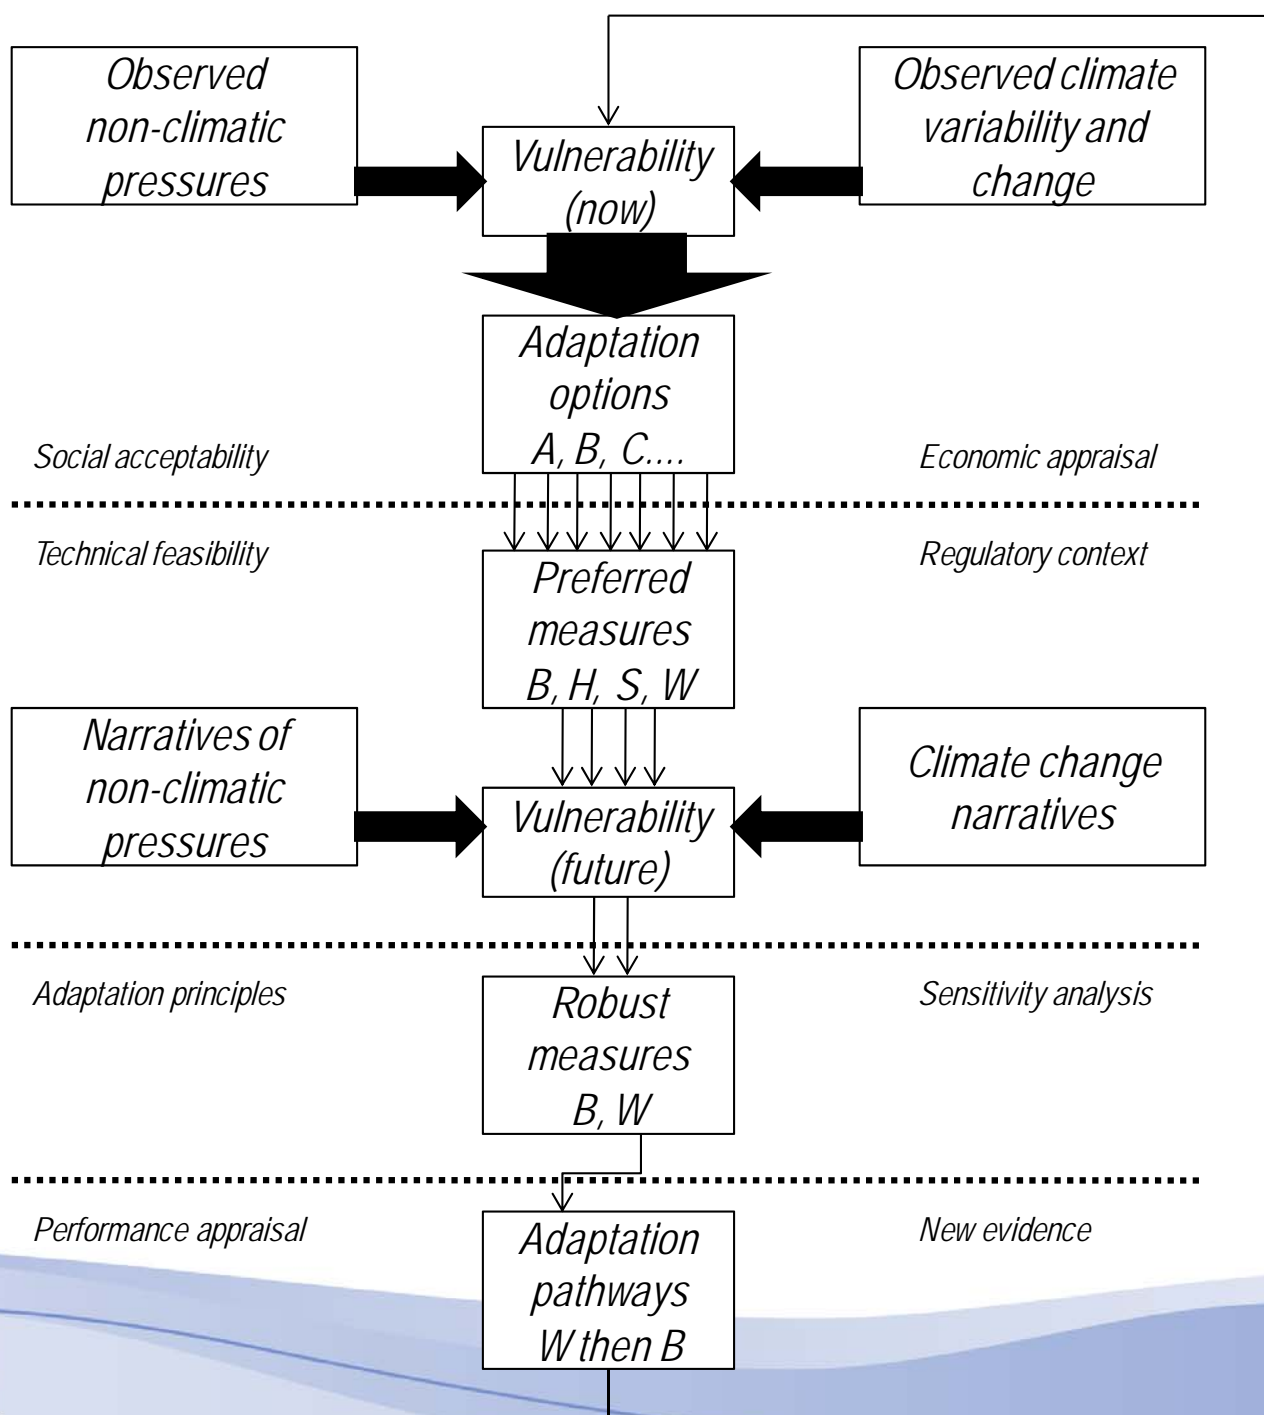 Observed
non-climatic
pressures
Observed climate
variability and
change
Vulnerability
(now)
Adaptation
options
A, B, C....
Social acceptability
Economic appraisal
Technical feasibility
Regulatory context
Preferred
measures
B, H, S, W
Narratives of
non-climatic
pressures
Climate change
narratives
Vulnerability
(future)
Adaptation principles
Sensitivity analysis
Robust
measures
B, W
Performance appraisal
New evidence
Adaptation
pathways
W then B